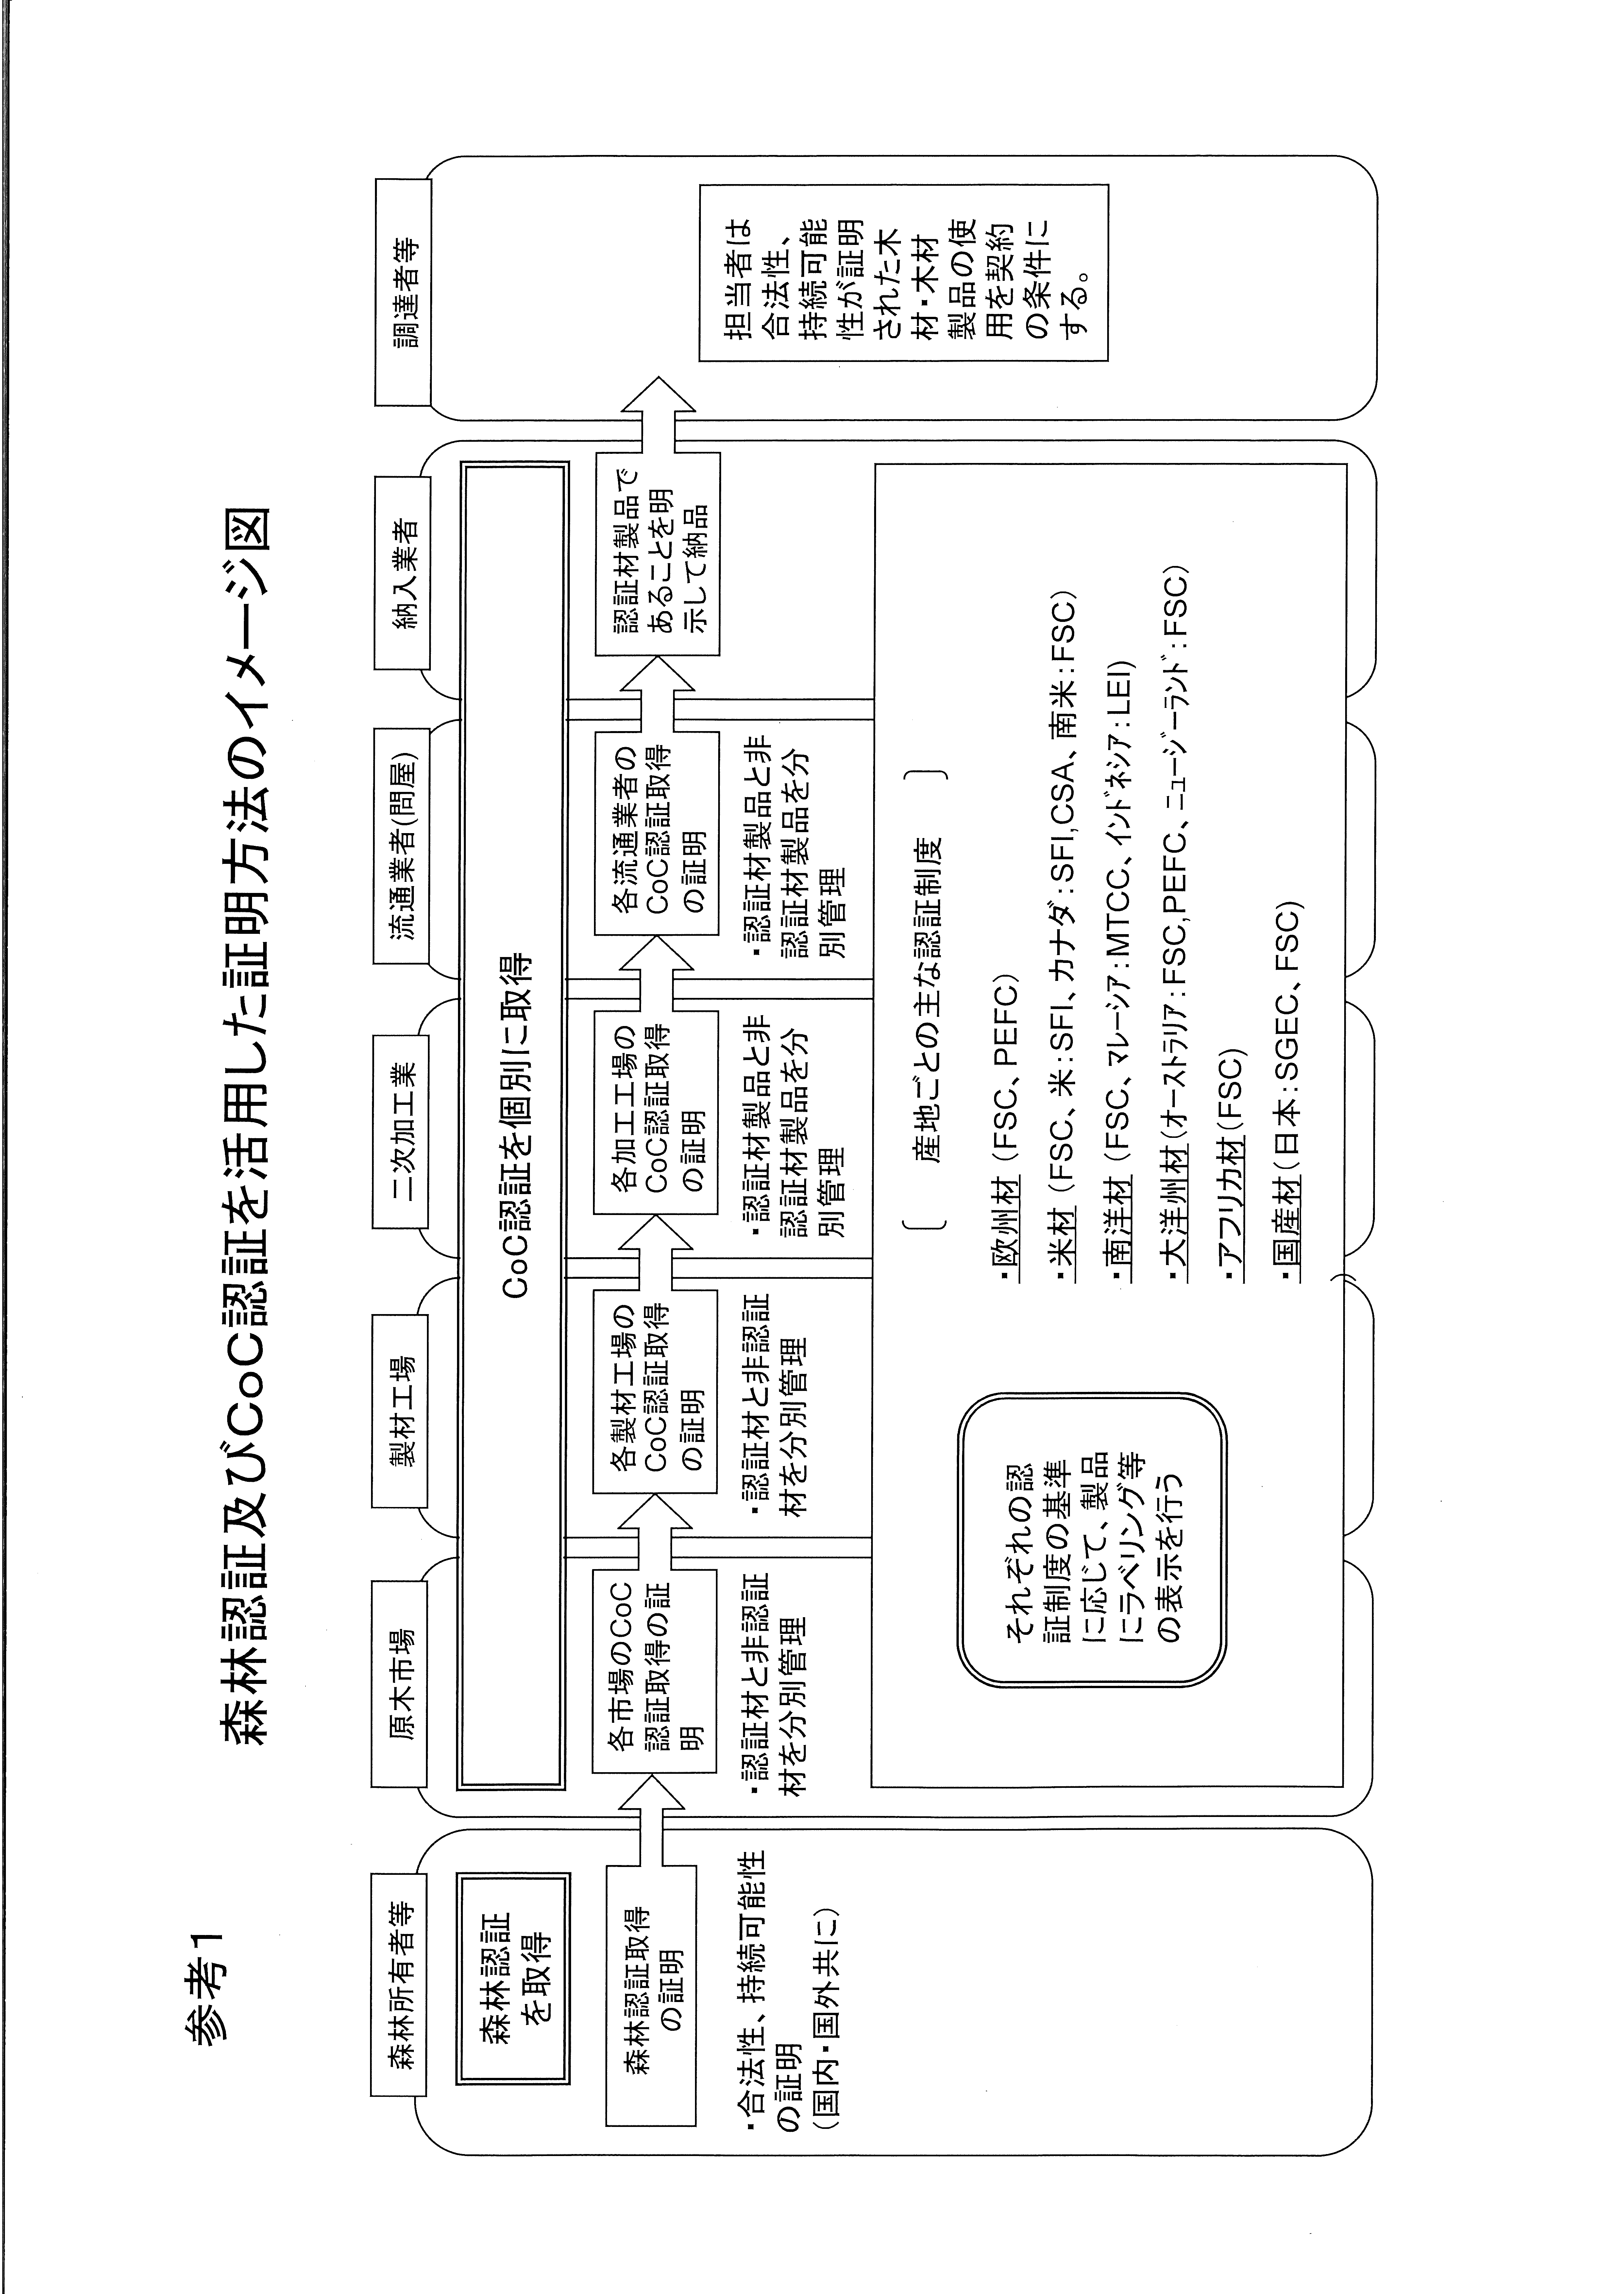 参考1
森林認証及びCoC認証を活用した証明方法のイメージ図
森林所有者等
原木市場
製材工場
二次加工業
流通業者(問屋)
納入業者
調達者等
森林認証
を取得
CoC認証を個別に取得
森林認証取得
の証明
各市場のCoC
認証取得の証
明
各製材工場の
CoC認証取得
の証明
各加工工場の
CoC認証取得
の証明
各流通業者の
CoC認証取得
の証明
認証材製品で
あることを明
示して納品
・合法性、持続可能性
の証明
(国内・国外共に)
・認証材と非認証
材を分別管理
・認証材と非認証
材を分別管理
・認証材製品と非
認証材製品を分
別管理
・認証材製品と非
認証材製品を分
別管理
担当者は
合法性、
持続可能
性が証明
された木
材・木材
製品の使
用を契約
の条件に
する。
それぞれの認
証制度の基準
に応じて、製品
にラベリング等
の表示を行う
〔 産地ごとの主な認証制度 〕
・欧州材 (FSC、PEFC)
・米材 (FSC、米:SFI、カナダ:SFI,CSA、南米:FSC)
・南洋材 (FSC、マレーシア:MTCC、インドネシア:LEI)
・大洋州材(オーストラリア:FSC,PEFC、ニュージーランド:FSC)
・アフリカ材(FSC)
・国産材(日本:SGEC、FSC)